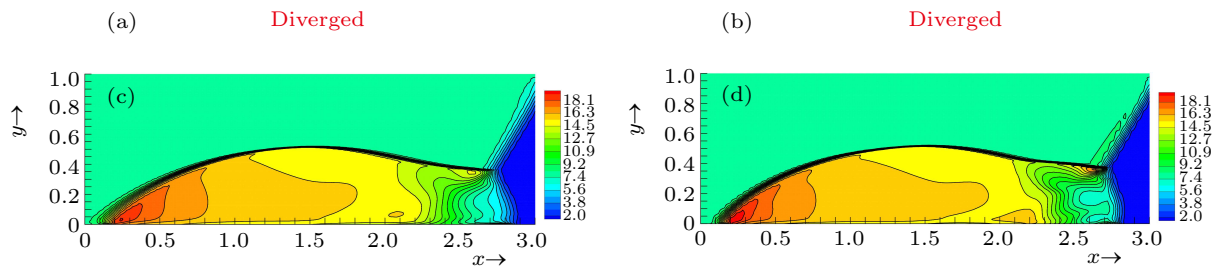 (a) Diverged (b) Diverged
1.0 (c) 1.0 (d)
0.8 18.1 0.8 18.1
16.3 16.3
y→ 0.6 14.5 y→ 0.6 14.5
12.7 12.7
0.4 10.9 0.4 10.9
9.2 9.2
7.4 7.4
0.2 5.6 0.2 5.6
3.8 3.8
0 2.0 0 2.0
0 0.5 1.0 1.5 2.0 2.5 3.0 0 0.5 1.0 1.5 2.0 2.5 3.0
x→ x→